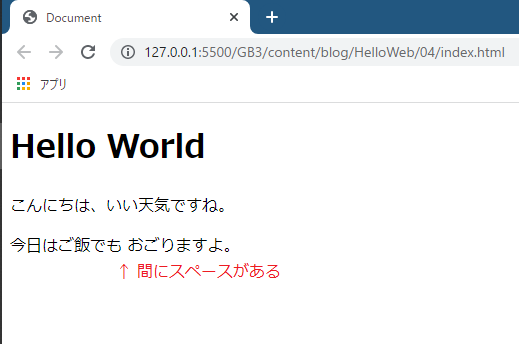 Document
127.0.0.1:5500/GB3/content/blog/HelloWeb/04/index.html
アプリ
Hello World
こんにちは、いい天気ですね。
今日はご飯でも おごりますよ。
↑ 間にスペースがある